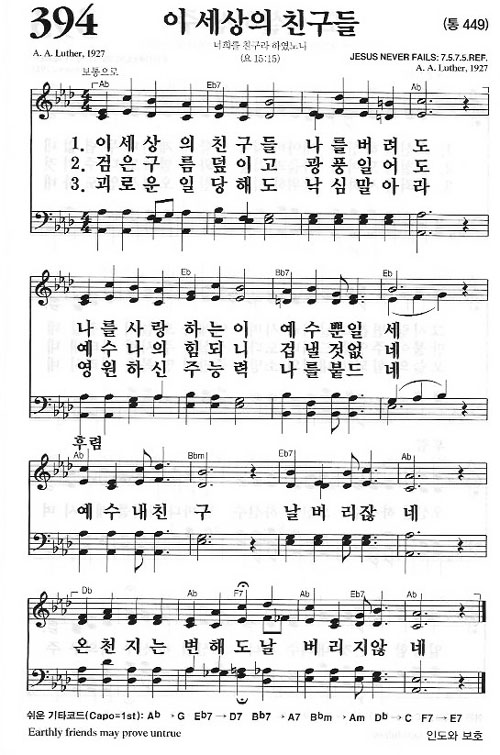 394 이 세상의 친구들 (통 449)
너희를 친구라 하였노니
(요 15:15)
A. A. Luther, 1927
JESUS NEVER FAILS: 7.5.7.5.REF.
A. A. Luther, 1927
보통으로
Ab Eb7 Ab
1. 이 세상 의 친 구 들 나 를 버 려 도
2. 검 은 구 름 덮 이 고 광 풍 일 어 도
3. 괴 로 운 일 당 해 도 낙 심 말 아 라
Eb Bb7 Eb
나 를 사 랑 하 는 이 예 수 뿐 일 세
예 수 나 의 힘 되 니 겁 낼 것 없 네
영 원 하 신 주 능 력 나 를 붙 드 네
후렴
Ab Bbm Eb7 Ab
예 수 내 친 구 날 버 리 잖 네
Db Ab F7 Bb7 Eb7 Ab
온 천 지 는 변 해 도 날 버 리 지 않 네
쉬운 기타코드(Capo=1st): Ab → G Eb7 → D7 Bb7 → A7 Bbm → Am Db → C F7 → E7
Earthly friends may prove untrue 인도와 보호